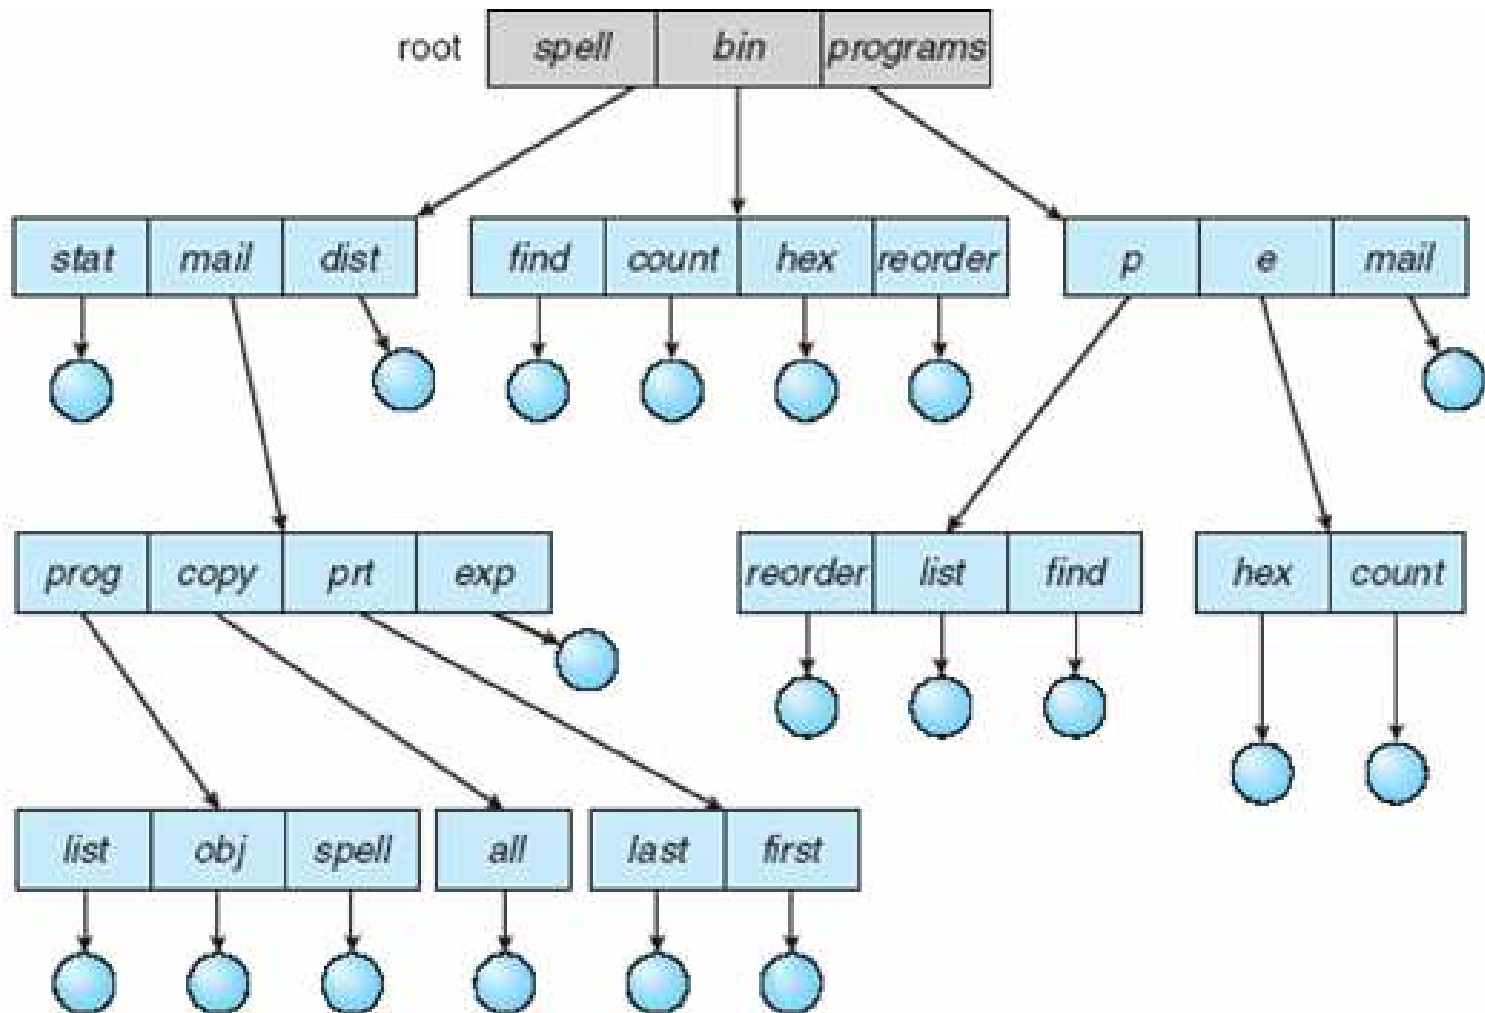 root spell bin programs
stat mail dist find count hex reorder p e mail
prog copy prt exp reorder list find hex count
list obj spell all last first